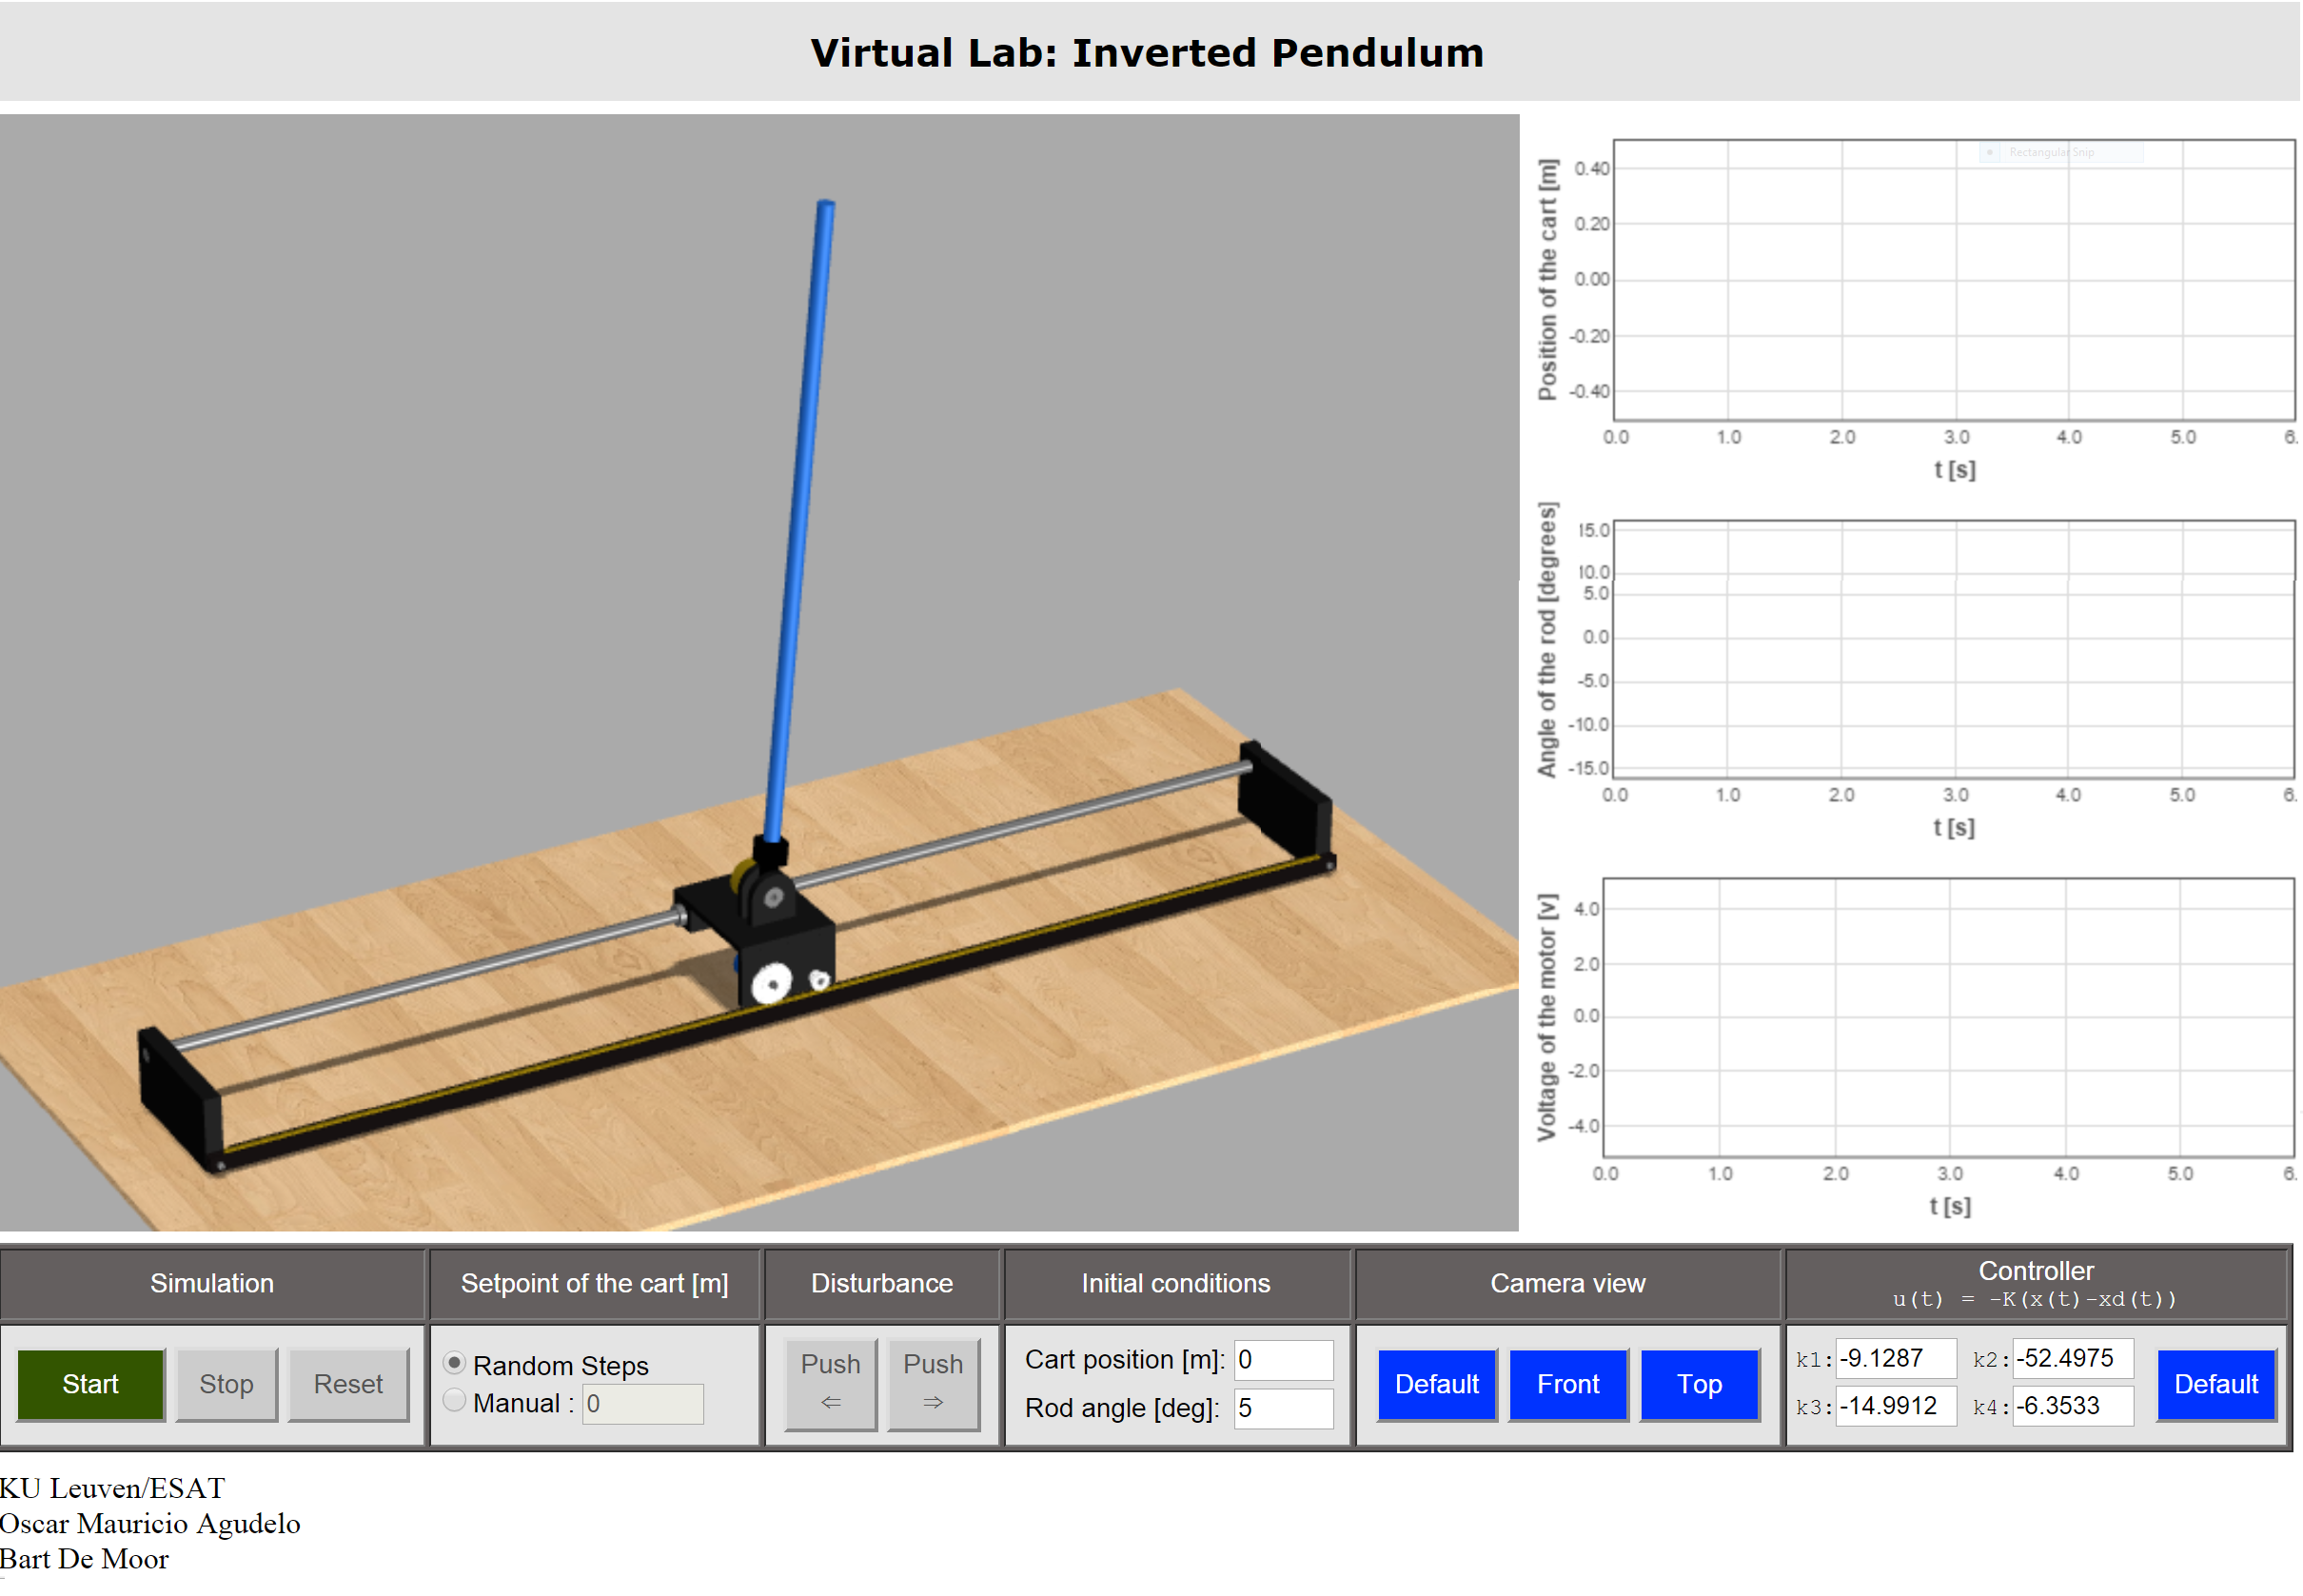 Virtual Lab: Inverted Pendulum
Rectangular Snip
Position of the cart [m]
0.40
0.20
0.00
-0.20
-0.40
0.0 1.0 2.0 3.0 4.0 5.0 6.
t [s]
Angle of the rod [degrees]
15.0
10.0
5.0
0.0
-5.0
-10.0
-15.0
0.0 1.0 2.0 3.0 4.0 5.0 6.
t [s]
Voltage of the motor [v]
4.0
2.0
0.0
-2.0
-4.0
0.0 1.0 2.0 3.0 4.0 5.0 6.
t [s]
Simulation
Start Stop Reset
Setpoint of the cart [m]
Random Steps
Manual : 0
Disturbance
Push ⇐
Push ⇒
Initial conditions
Cart position [m]: 0
Rod angle [deg]: 5
Camera view
Default Front Top
Controller
u(t) = -K(x(t)-xd(t))
k1: -9.1287 k2: -52.4975
k3: -14.9912 k4: -6.3533
Default
KU Leuven/ESAT
Oscar Mauricio Agudelo
Bart De Moor